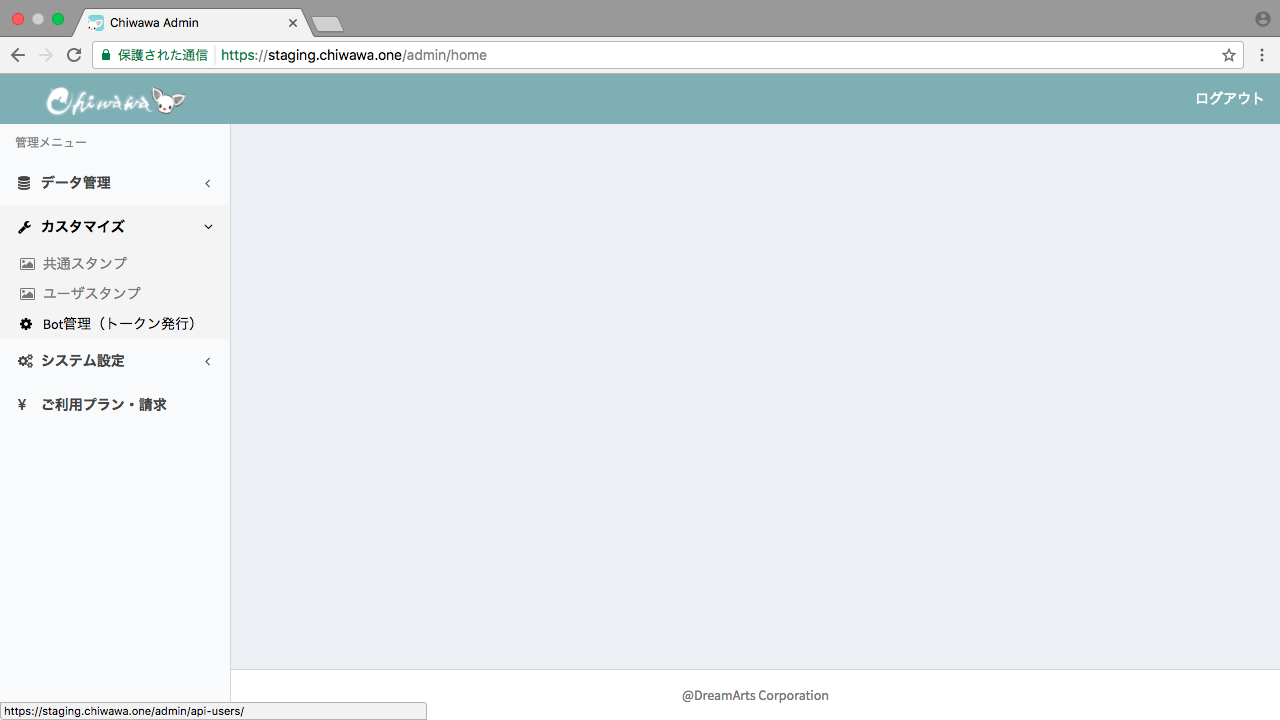 Chiwawa Admin
保護された通信 https://staging.chiwawa.one/admin/home
Chiwawa
ログアウト
管理メニュー
データ管理
カスタマイズ
共通スタンプ
ユーザスタンプ
Bot管理（トークン発行）
システム設定
¥ ご利用プラン・請求
@DreamArts Corporation
https://staging.chiwawa.one/admin/api-users/